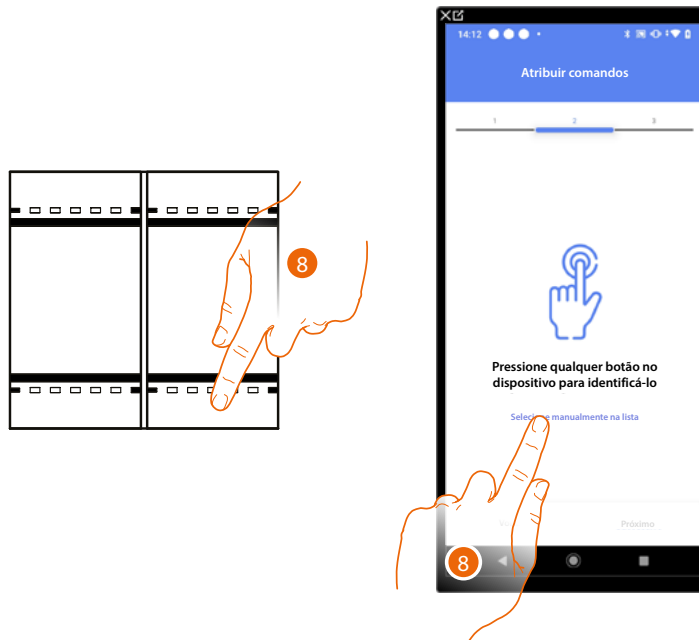 14:12
Atribuir comandos
1 2 3
8
Pressione qualquer botão no
dispositivo para identificá-lo
Selecione manualmente na lista
Próximo
8